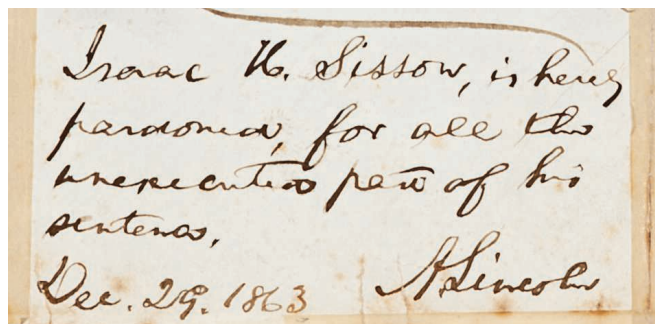 Isaac H. Sissow, is hereby
pardoned, for all the
unexecuted part of his
sentence.
Dec. 29. 1863
A. Lincoln